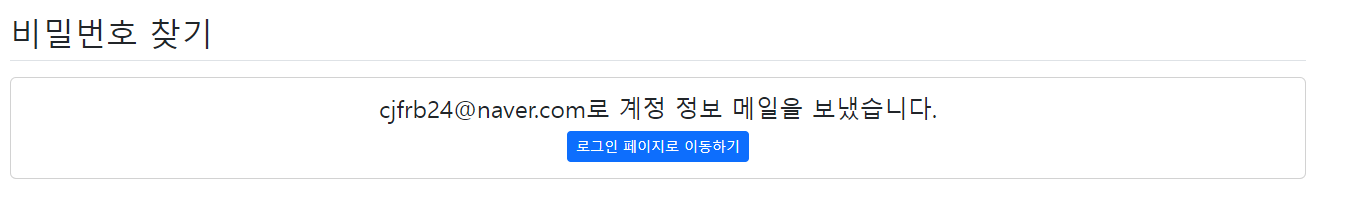 비밀번호 찾기
cjfrb24@naver.com로 계정 정보 메일을 보냈습니다.
로그인 페이지로 이동하기